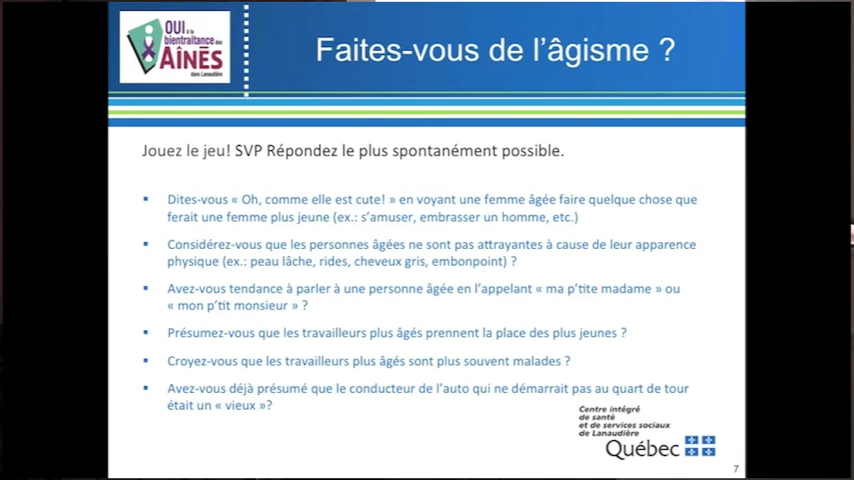 OUI à la
bientraitance des
AÎNÉS
dans Lanaudière
Faites-vous de l’âgisme ?
Jouez le jeu! SVP Répondez le plus spontanément possible.
▪ Dites-vous « Oh, comme elle est cute! » en voyant une femme âgée faire quelque chose que
ferait une femme plus jeune (ex.: s’amuser, embrasser un homme, etc.)
▪ Considérez-vous que les personnes âgées ne sont pas attrayantes à cause de leur apparence
physique (ex.: peau lâche, rides, cheveux gris, embonpoint) ?
▪ Avez-vous tendance à parler à une personne âgée en l’appelant « ma p’tite madame » ou
« mon p’tit monsieur » ?
▪ Présumez-vous que les travailleurs plus âgés prennent la place des plus jeunes ?
▪ Croyez-vous que les travailleurs plus âgés sont plus souvent malades ?
▪ Avez-vous déjà présumé que le conducteur de l’auto qui ne démarrait pas au quart de tour
était un « vieux »?
Centre intégré
de santé
et de services sociaux
de Lanaudière
Québec
7